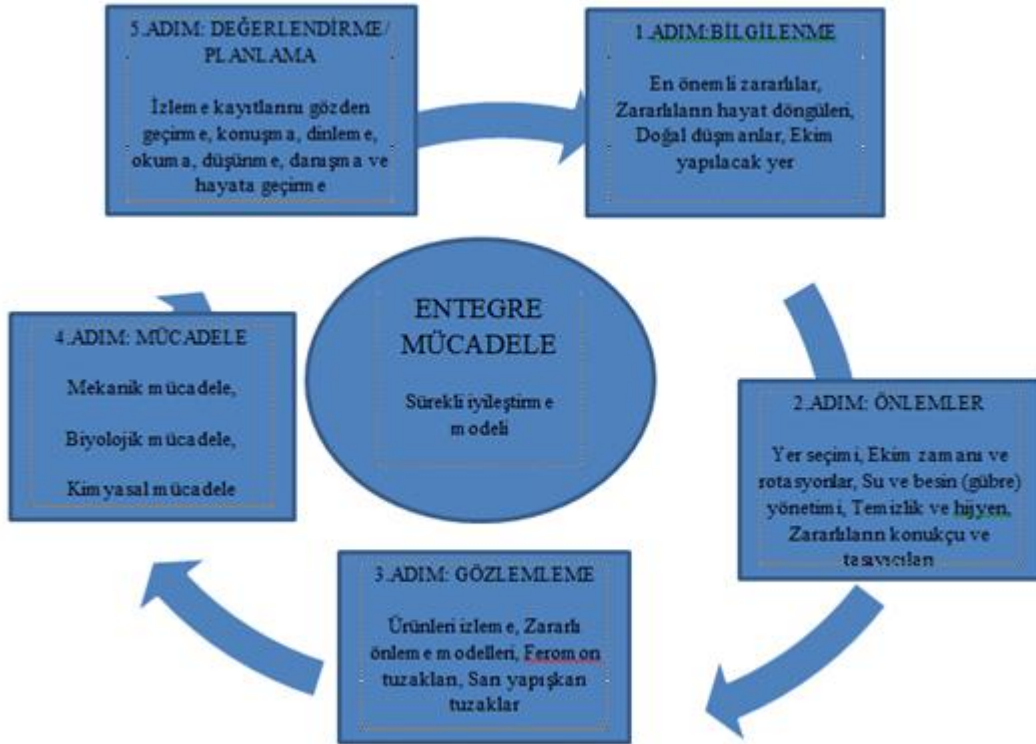 5.ADIM: DEĞERLENDİRME/
PLANLAMA
İzleme kayıtlarını gözden
geçirme, konuşma, dinleme,
okuma, düşünme, danışma ve
hayata geçirme
1.ADIM:BİLGİLENME
En önemli zararlılar,
Zararlıların hayat döngüleri,
Doğal düşmanlar, Ekim
yapılacak yer
ENTEGRE
MÜCADELE
Sürekli iyileştirme
modeli
4.ADIM: MÜCADELE
Mekanik mücadele,
Biyolojik mücadele,
Kimyasal mücadele
2.ADIM: ÖNLEMLER
Yer seçimi, Ekim zamanı ve
rotasyonlar, Su ve besin (gübre)
yönetimi, Temizlik ve hijyen,
Zararlıların konukçu ve
taşıyıcıları
3.ADIM: GÖZLEMLEME
Ürünleri izleme, Zararlı
önleme modelleri, Feromon
tuzakları, Sarı yapışkan
tuzaklar